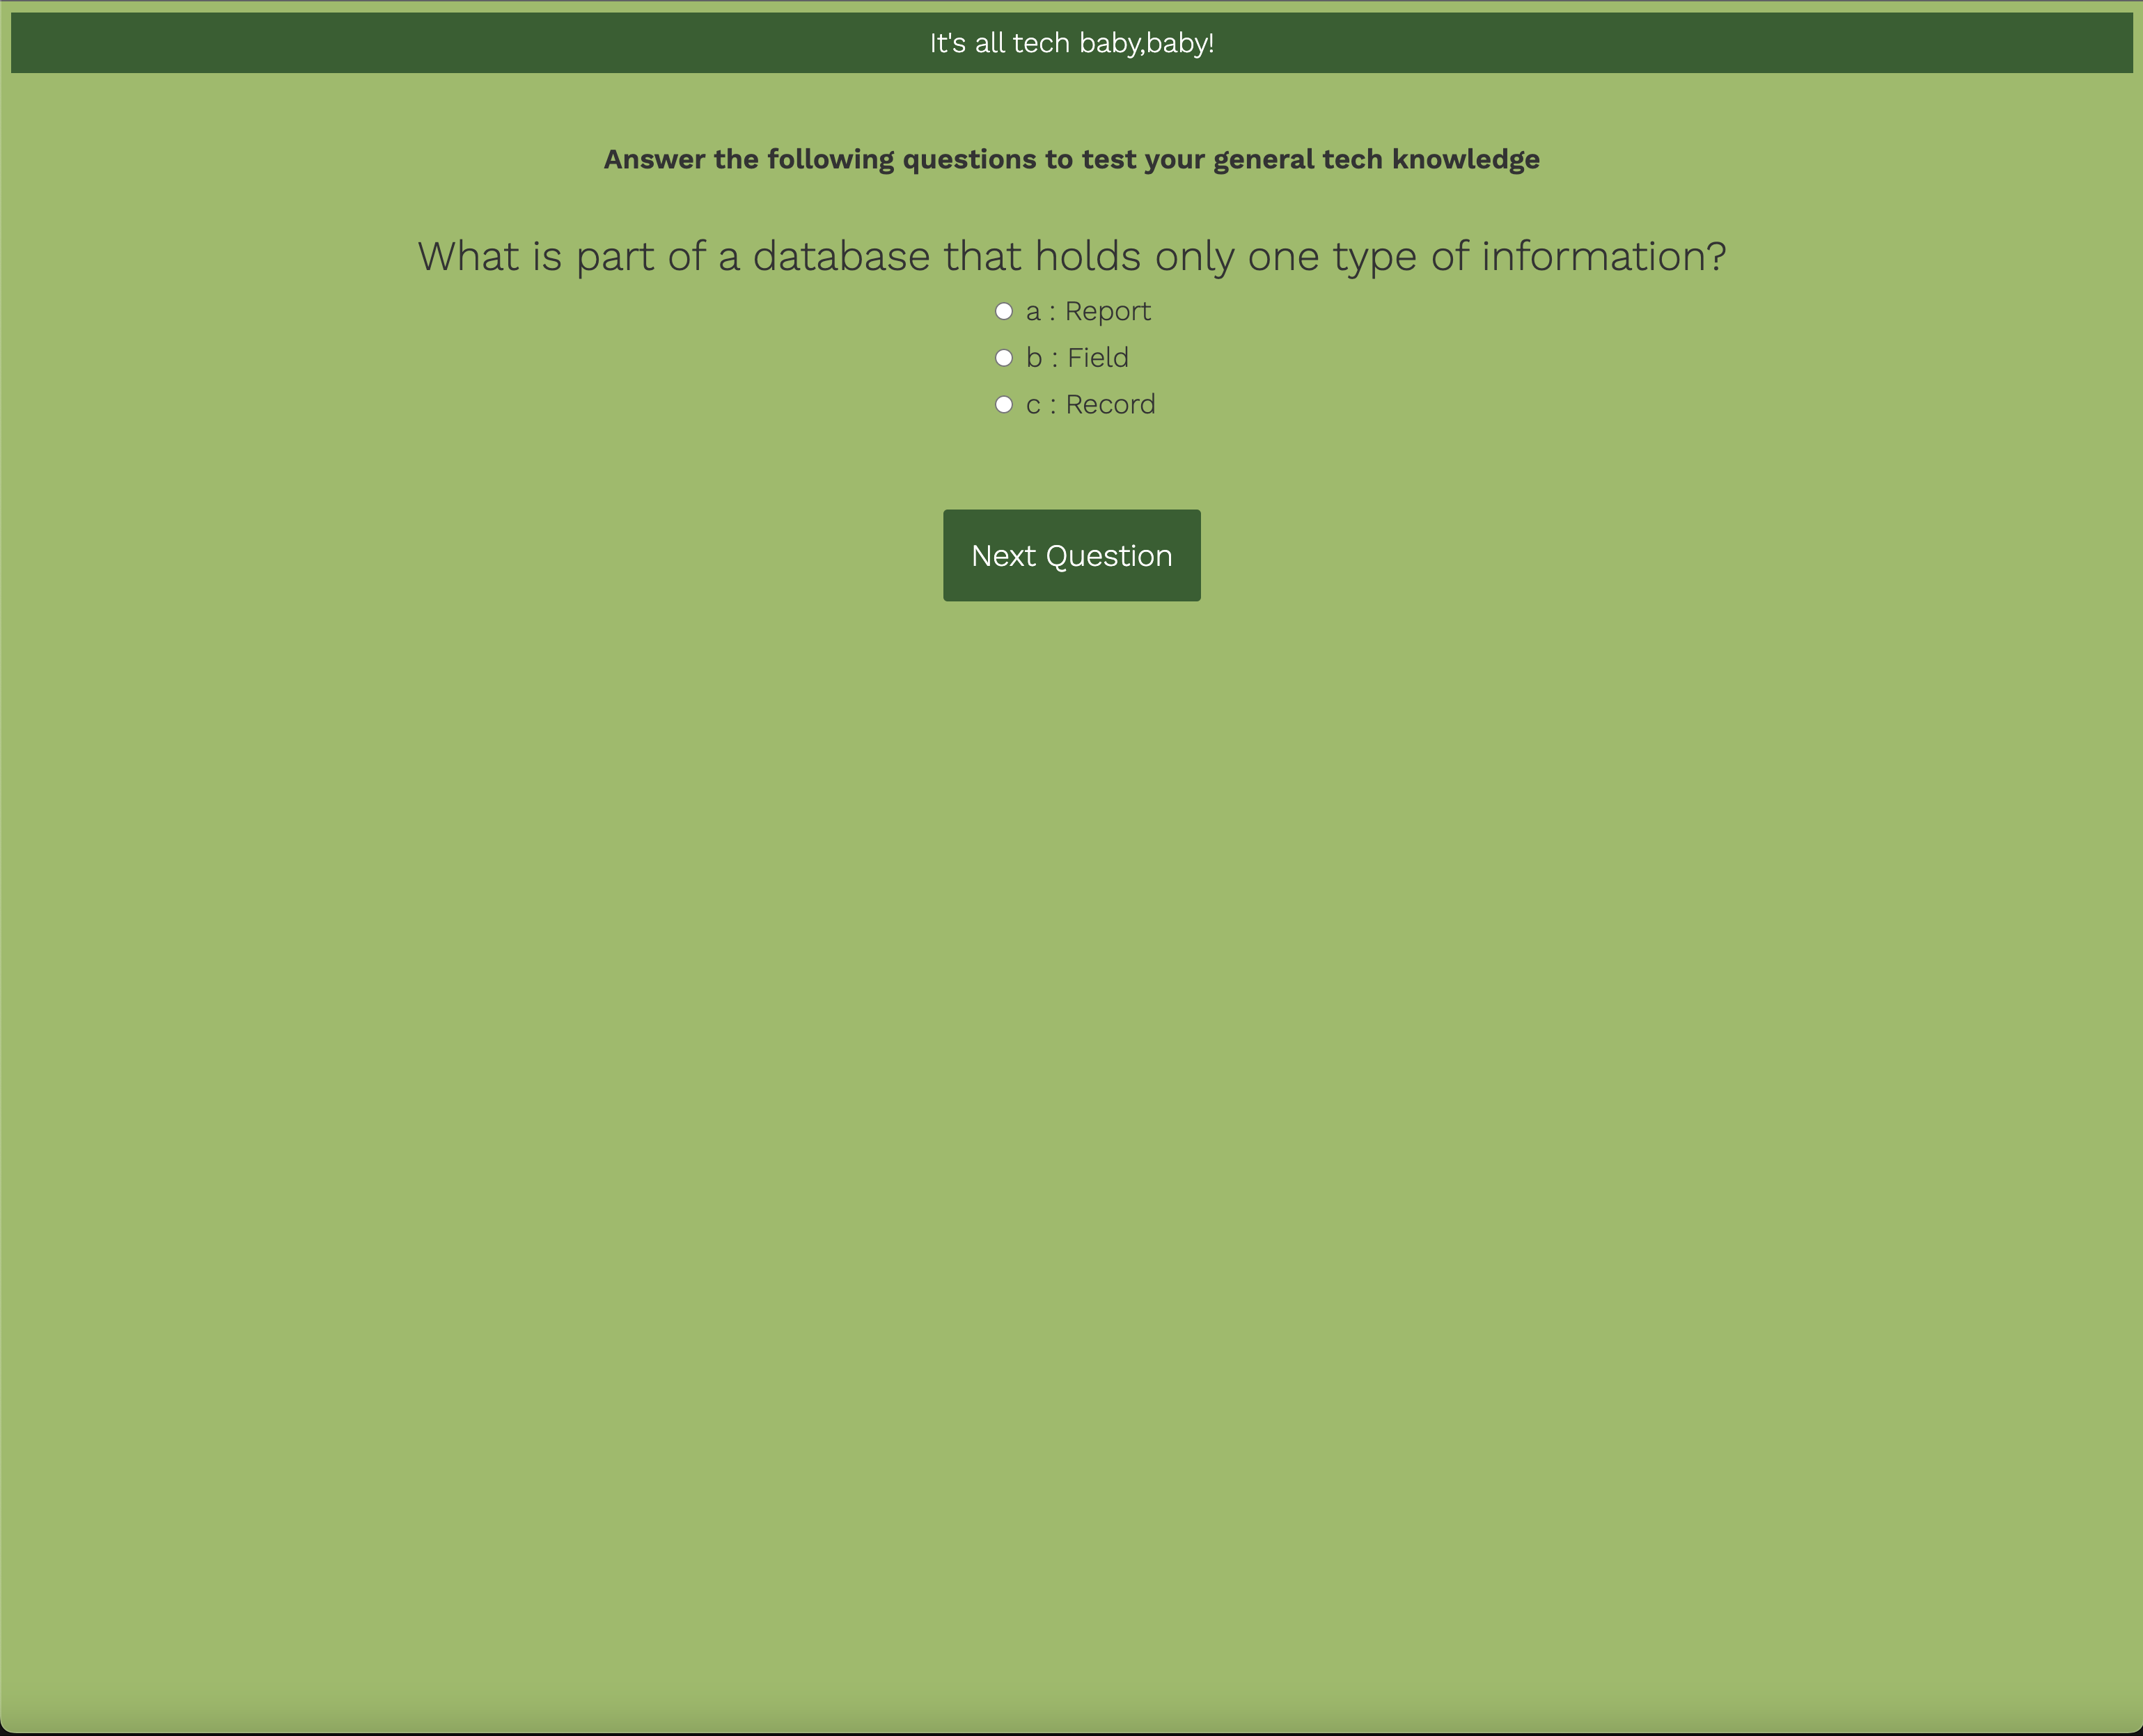 It's all tech baby,baby!
Answer the following questions to test your general tech knowledge
What is part of a database that holds only one type of information?
a : Report
b : Field
c : Record
Next Question